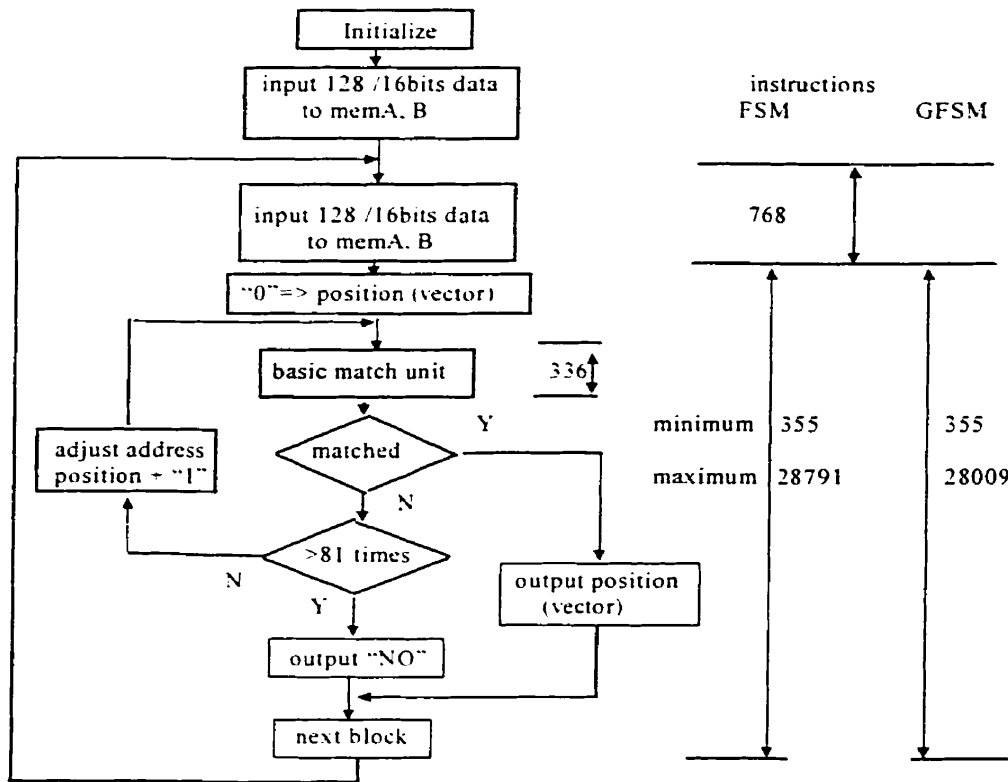 Initialize
input 128 /16bits data
to memA, B
input 128 /16bits data
to memA, B
"0"=> position (vector)
basic match unit
336
matched
Y
N
adjust address
position + "1"
>81 times
N
Y
output position
(vector)
output "NO"
next block
instructions
FSM GFSM
768
minimum 355 355
maximum 28791 28009